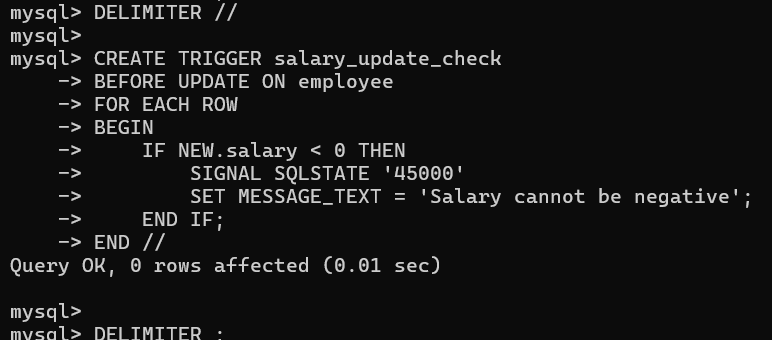 mysql> DELIMITER //
mysql>
mysql> CREATE TRIGGER salary_update_check
    -> BEFORE UPDATE ON employee
    -> FOR EACH ROW
    -> BEGIN
    ->     IF NEW.salary < 0 THEN
    ->         SIGNAL SQLSTATE '45000'
    ->         SET MESSAGE_TEXT = 'Salary cannot be negative';
    ->     END IF;
    -> END //
Query OK, 0 rows affected (0.01 sec)

mysql>
mysql> DELIMITER ;